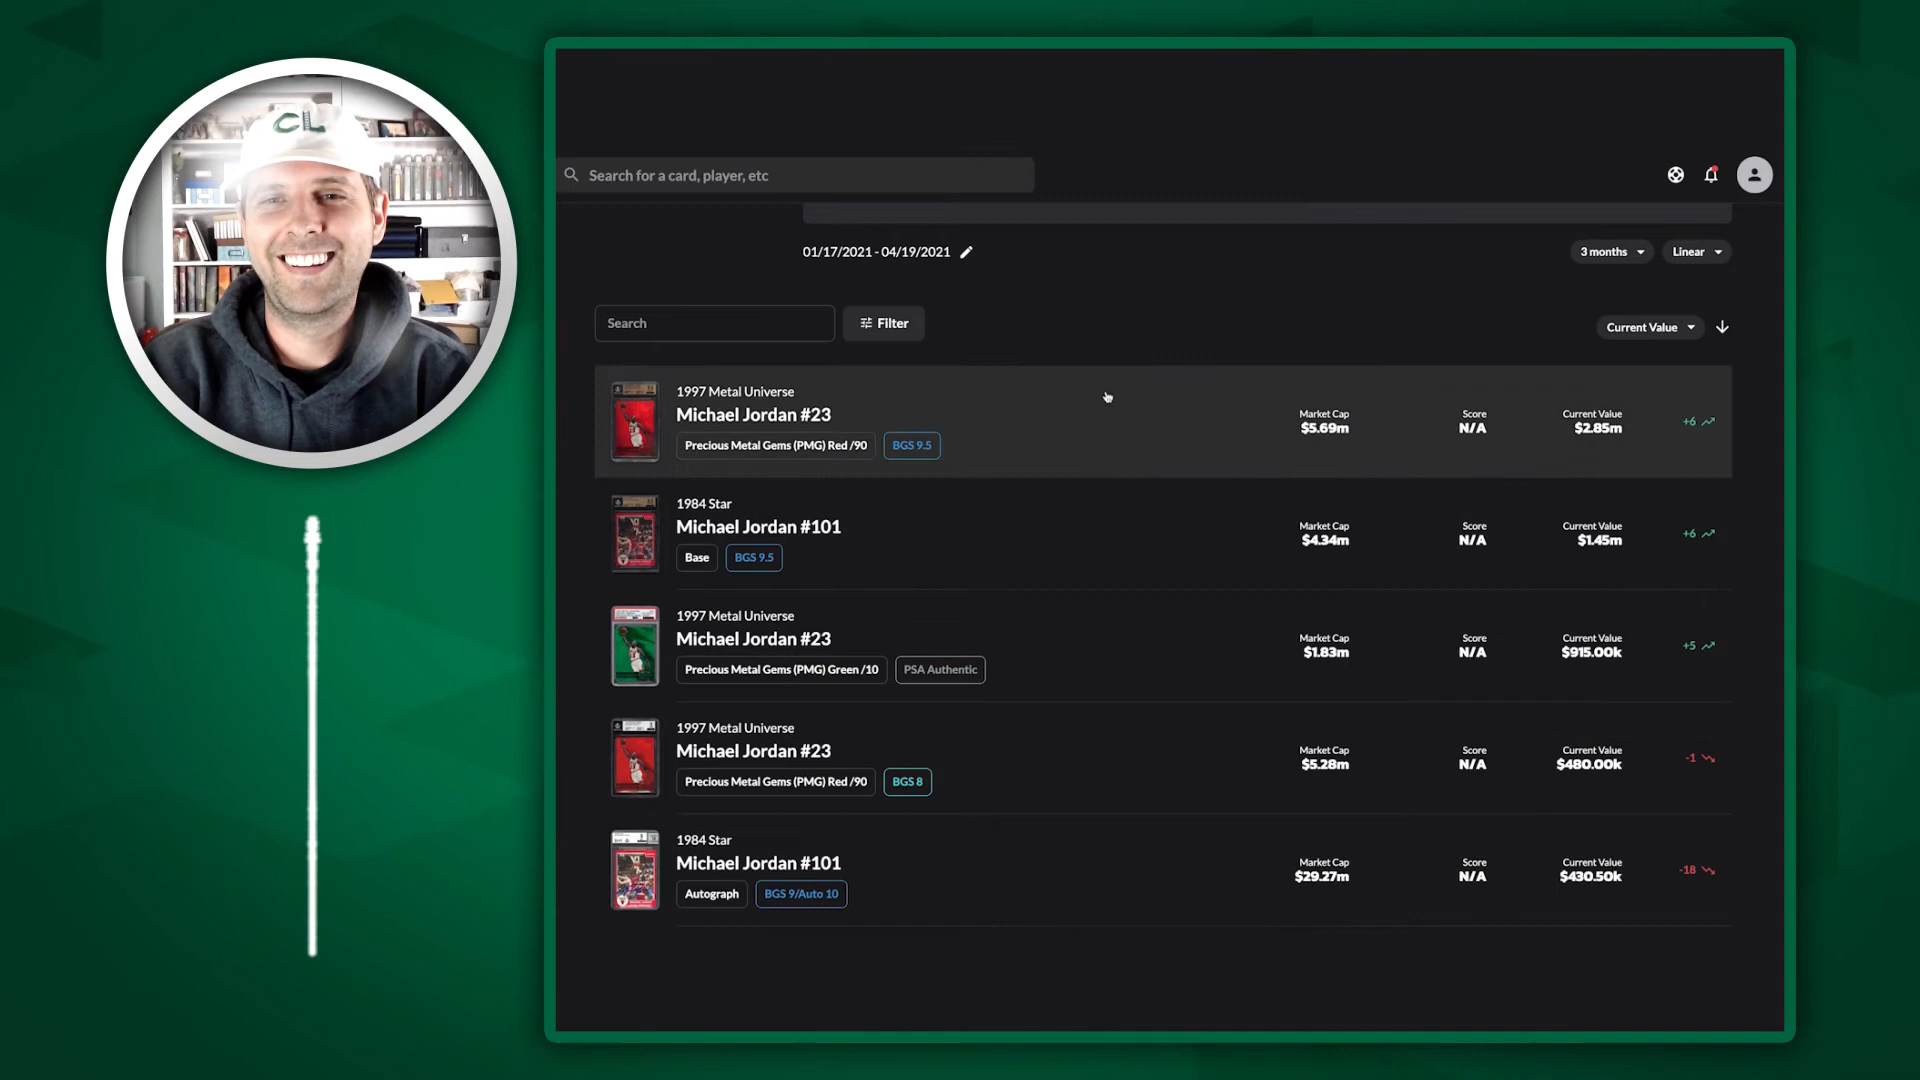 CL
Search for a card, player, etc
01/17/2021 - 04/19/2021
3 months
Linear
Search
Filter
Current Value
1997 Metal Universe
Michael Jordan #23
Precious Metal Gems (PMG) Red /90
BGS 9.5
Market Cap
$5.69m
Score
N/A
Current Value
$2.85m
+6
1984 Star
Michael Jordan #101
Base
BGS 9.5
Market Cap
$4.34m
Score
N/A
Current Value
$1.45m
+6
1997 Metal Universe
Michael Jordan #23
Precious Metal Gems (PMG) Green /10
PSA Authentic
Market Cap
$1.83m
Score
N/A
Current Value
$915.00k
+5
1997 Metal Universe
Michael Jordan #23
Precious Metal Gems (PMG) Red /90
BGS 8
Market Cap
$5.28m
Score
N/A
Current Value
$480.00k
-1
1984 Star
Michael Jordan #101
Autograph
BGS 9/Auto 10
Market Cap
$29.27m
Score
N/A
Current Value
$430.50k
-18